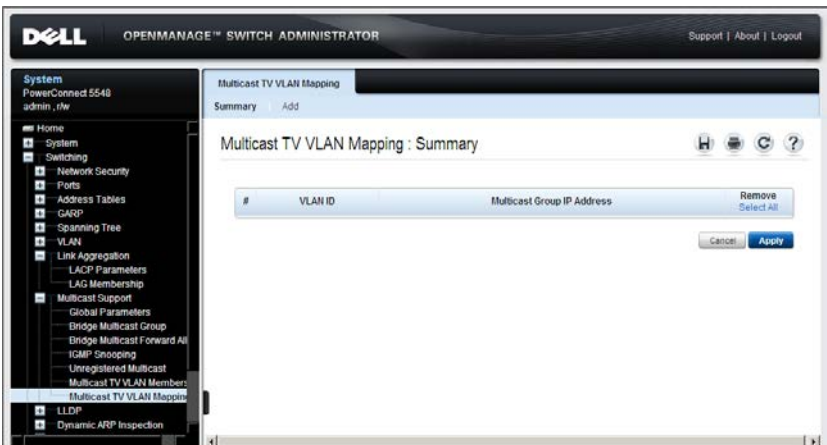 DELL
OPENMANAGE™ SWITCH ADMINISTRATOR
Support | About | Logout
System
PowerConnect 5548
admin , r/w
Home
System
Switching
Network Security
Ports
Address Tables
GARP
Spanning Tree
VLAN
Link Aggregation
LACP Parameters
LAG Membership
Multicast Support
Global Parameters
Bridge Multicast Group
Bridge Multicast Forward All
IGMP Snooping
Unregistered Multicast
Multicast TV VLAN Members
Multicast TV VLAN Mapping
LLDP
Dynamic ARP Inspection
Multicast TV VLAN Mapping
Summary Add
Multicast TV VLAN Mapping : Summary
H C ?
# VLAN ID Multicast Group IP Address Remove
Select All
Cancel Apply